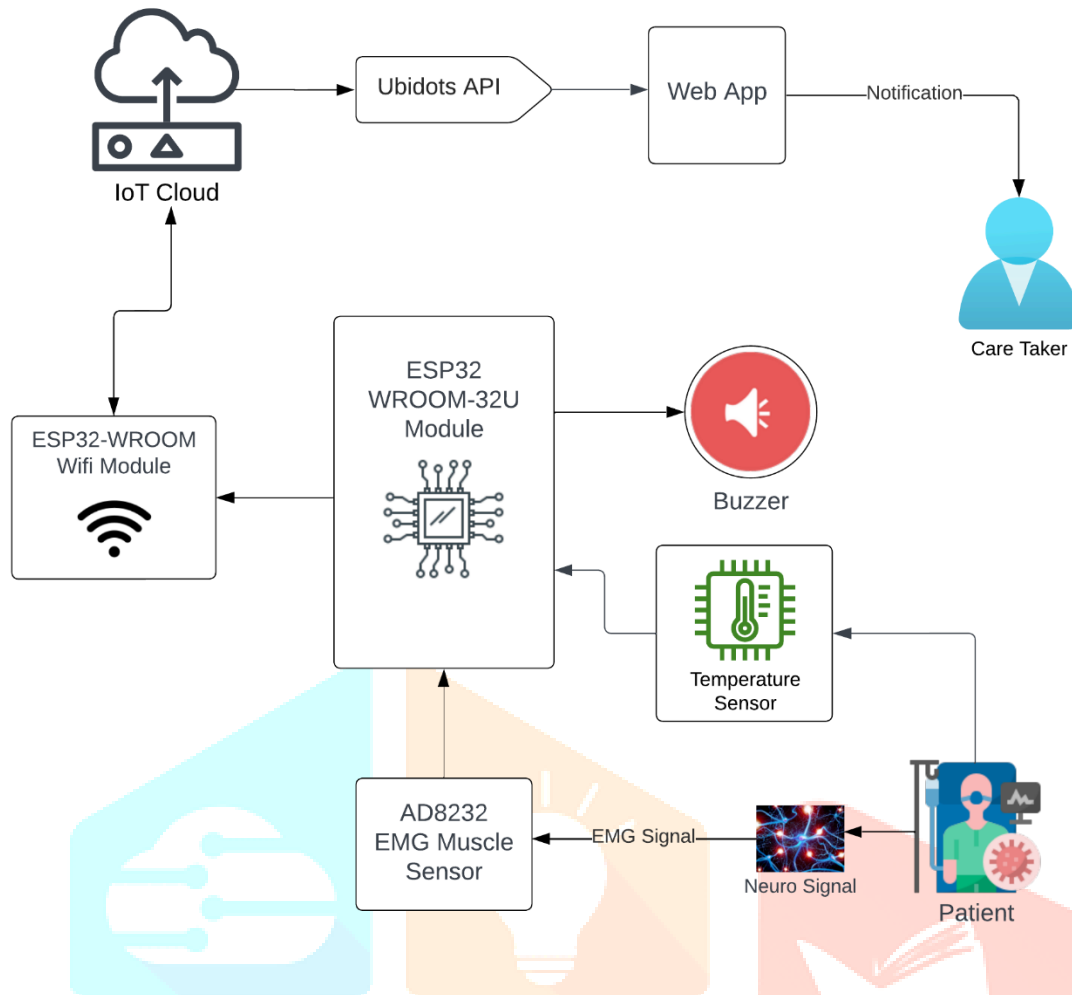 Ubidots API
Web App
Notification
IoT Cloud
Care Taker
ESP32
WROOM-32U
Module
ESP32-WROOM
Wifi Module
Buzzer
Temperature
Sensor
AD8232
EMG Muscle
Sensor
EMG Signal
Neuro Signal
Patient